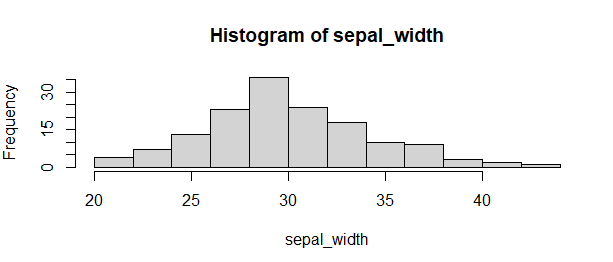 Histogram of sepal_width
Frequency
30
15
0
20 25 30 35 40
sepal_width